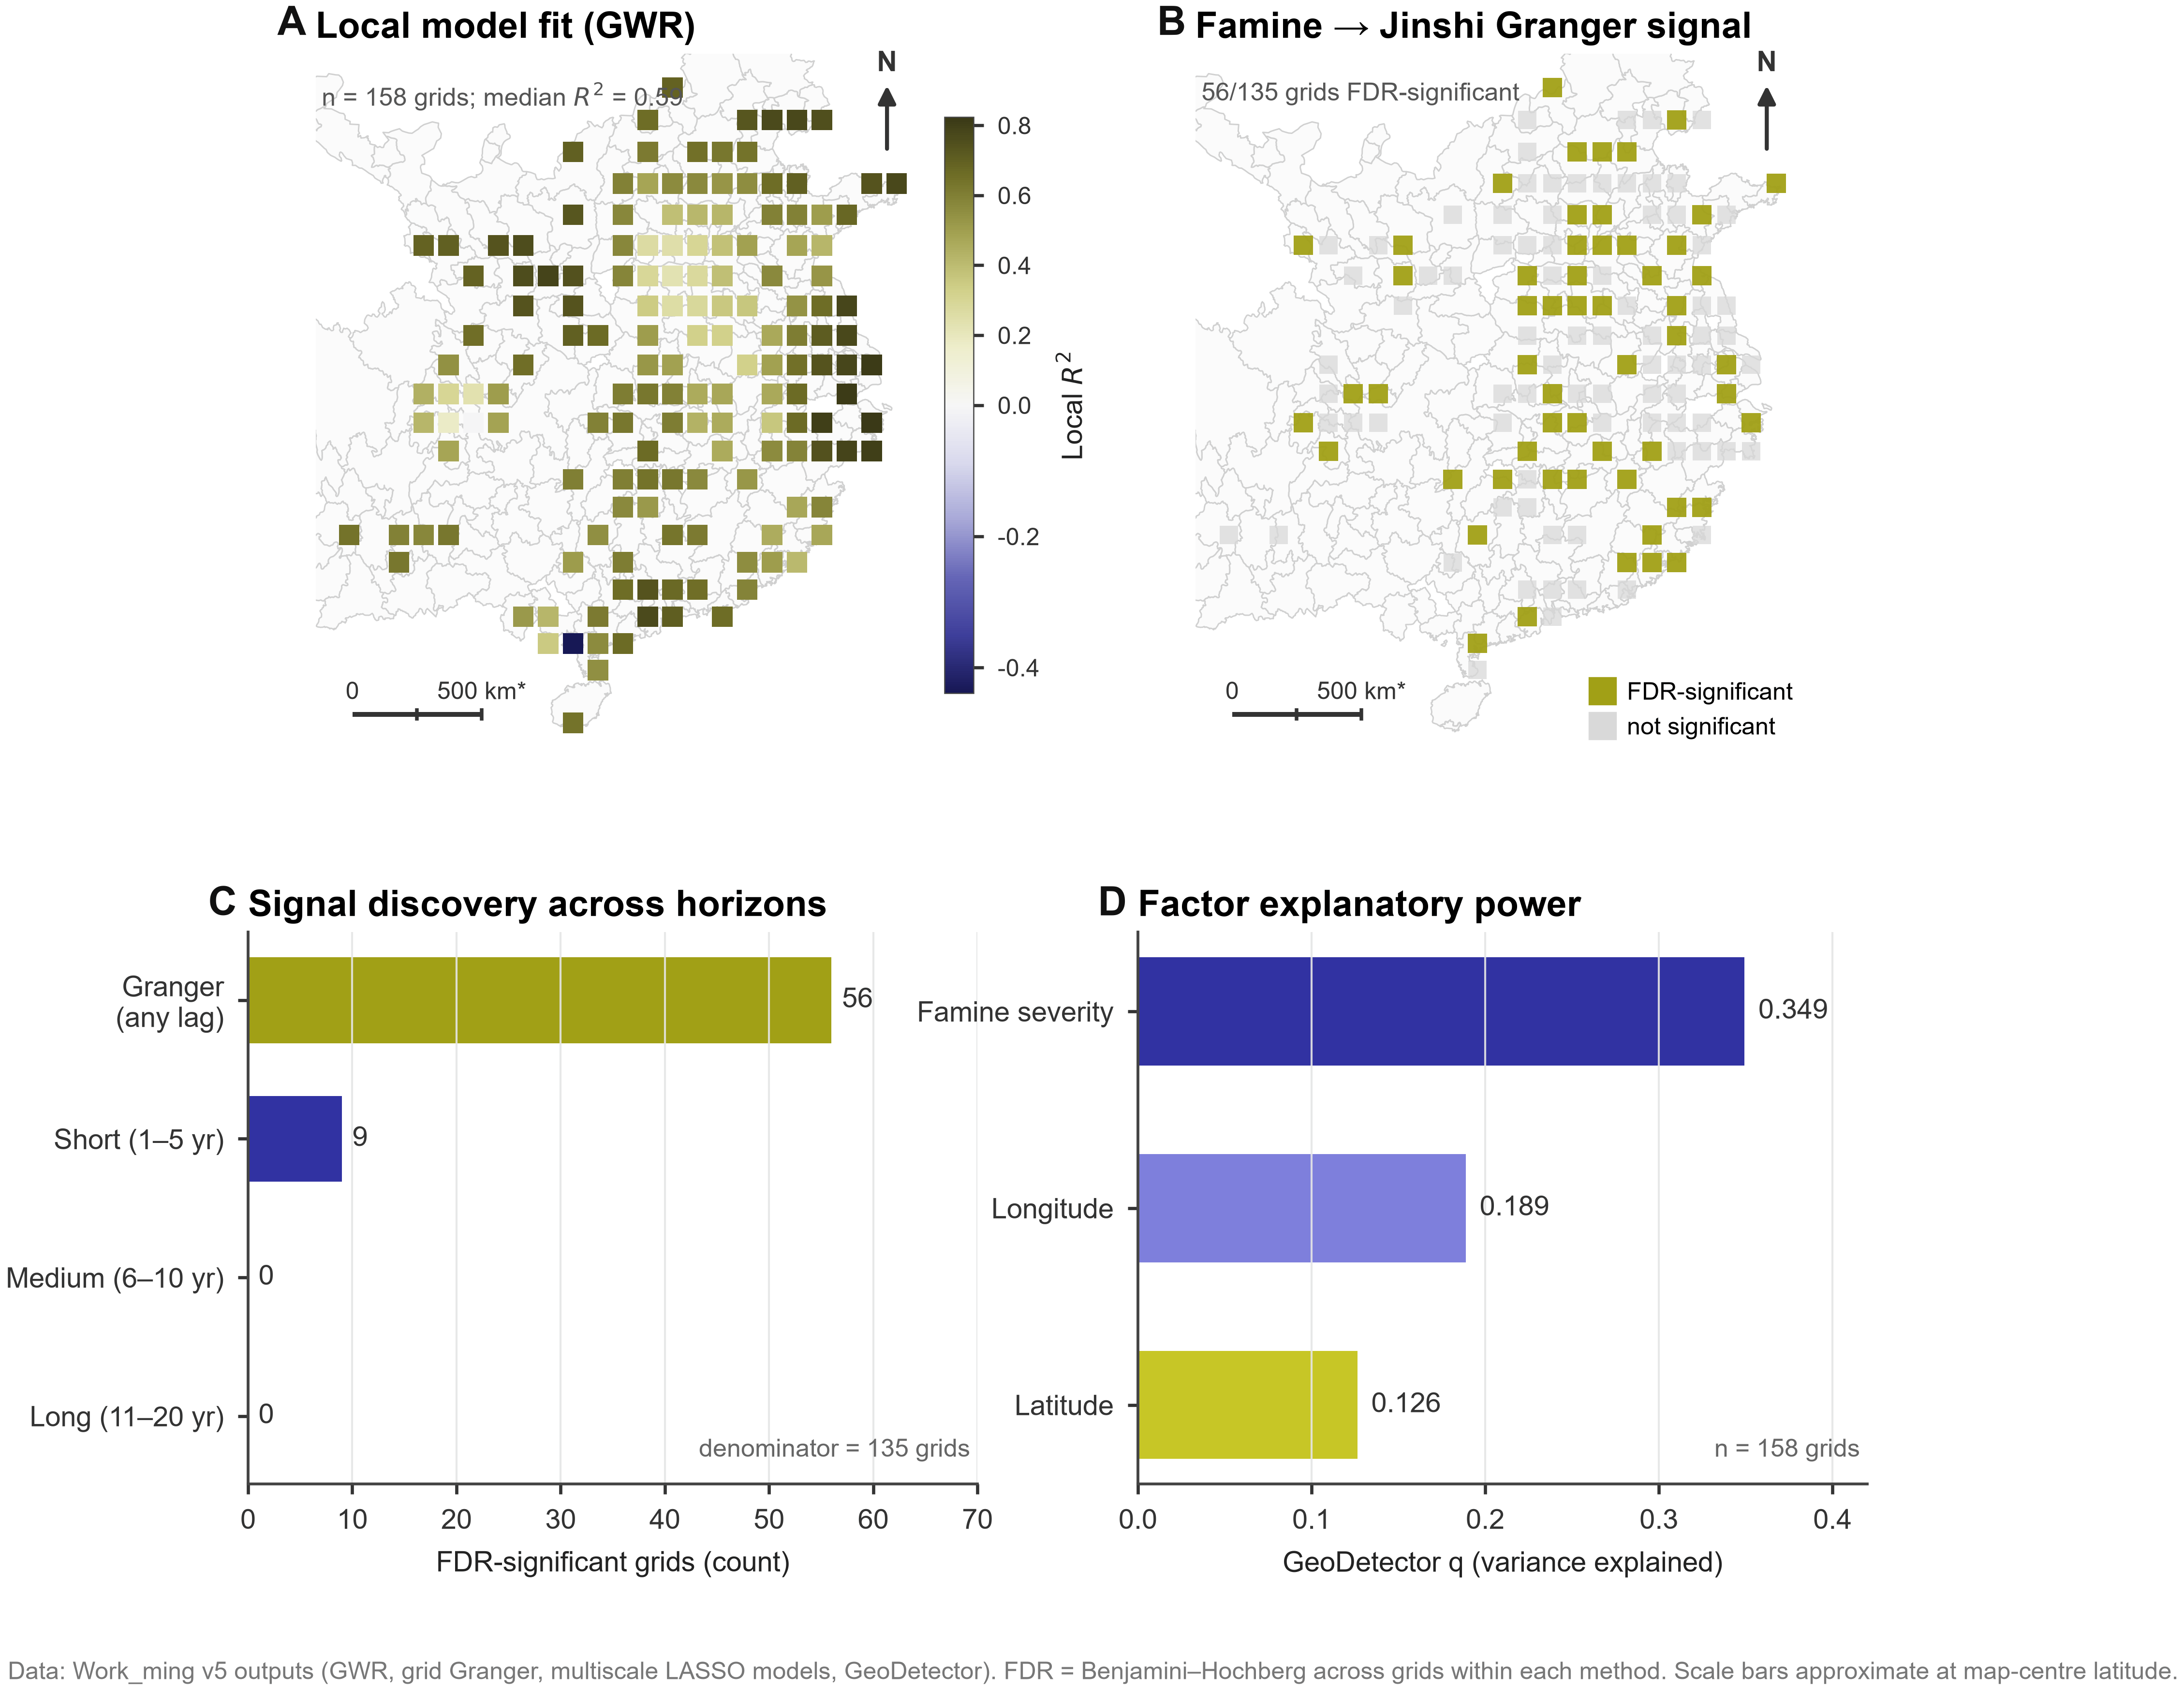 A Local model fit (GWR)
n = 158 grids; median R² = 0.59
N
0.8
0.6
0.4
0.2
0.0
-0.2
-0.4
Local R²
0 500 km*
B Famine → Jinshi Granger signal
56/135 grids FDR-significant
N
0 500 km*
FDR-significant
not significant
C Signal discovery across horizons
Granger
(any lag)
56
Short (1–5 yr)
9
Medium (6–10 yr)
0
Long (11–20 yr)
0
denominator = 135 grids
0 10 20 30 40 50 60 70
FDR-significant grids (count)
D Factor explanatory power
Famine severity
0.349
Longitude
0.189
Latitude
0.126
n = 158 grids
0.0 0.1 0.2 0.3 0.4
GeoDetector q (variance explained)
Data: Work_ming v5 outputs (GWR, grid Granger, multiscale LASSO models, GeoDetector). FDR = Benjamini–Hochberg across grids within each method. Scale bars approximate at map-centre latitude.